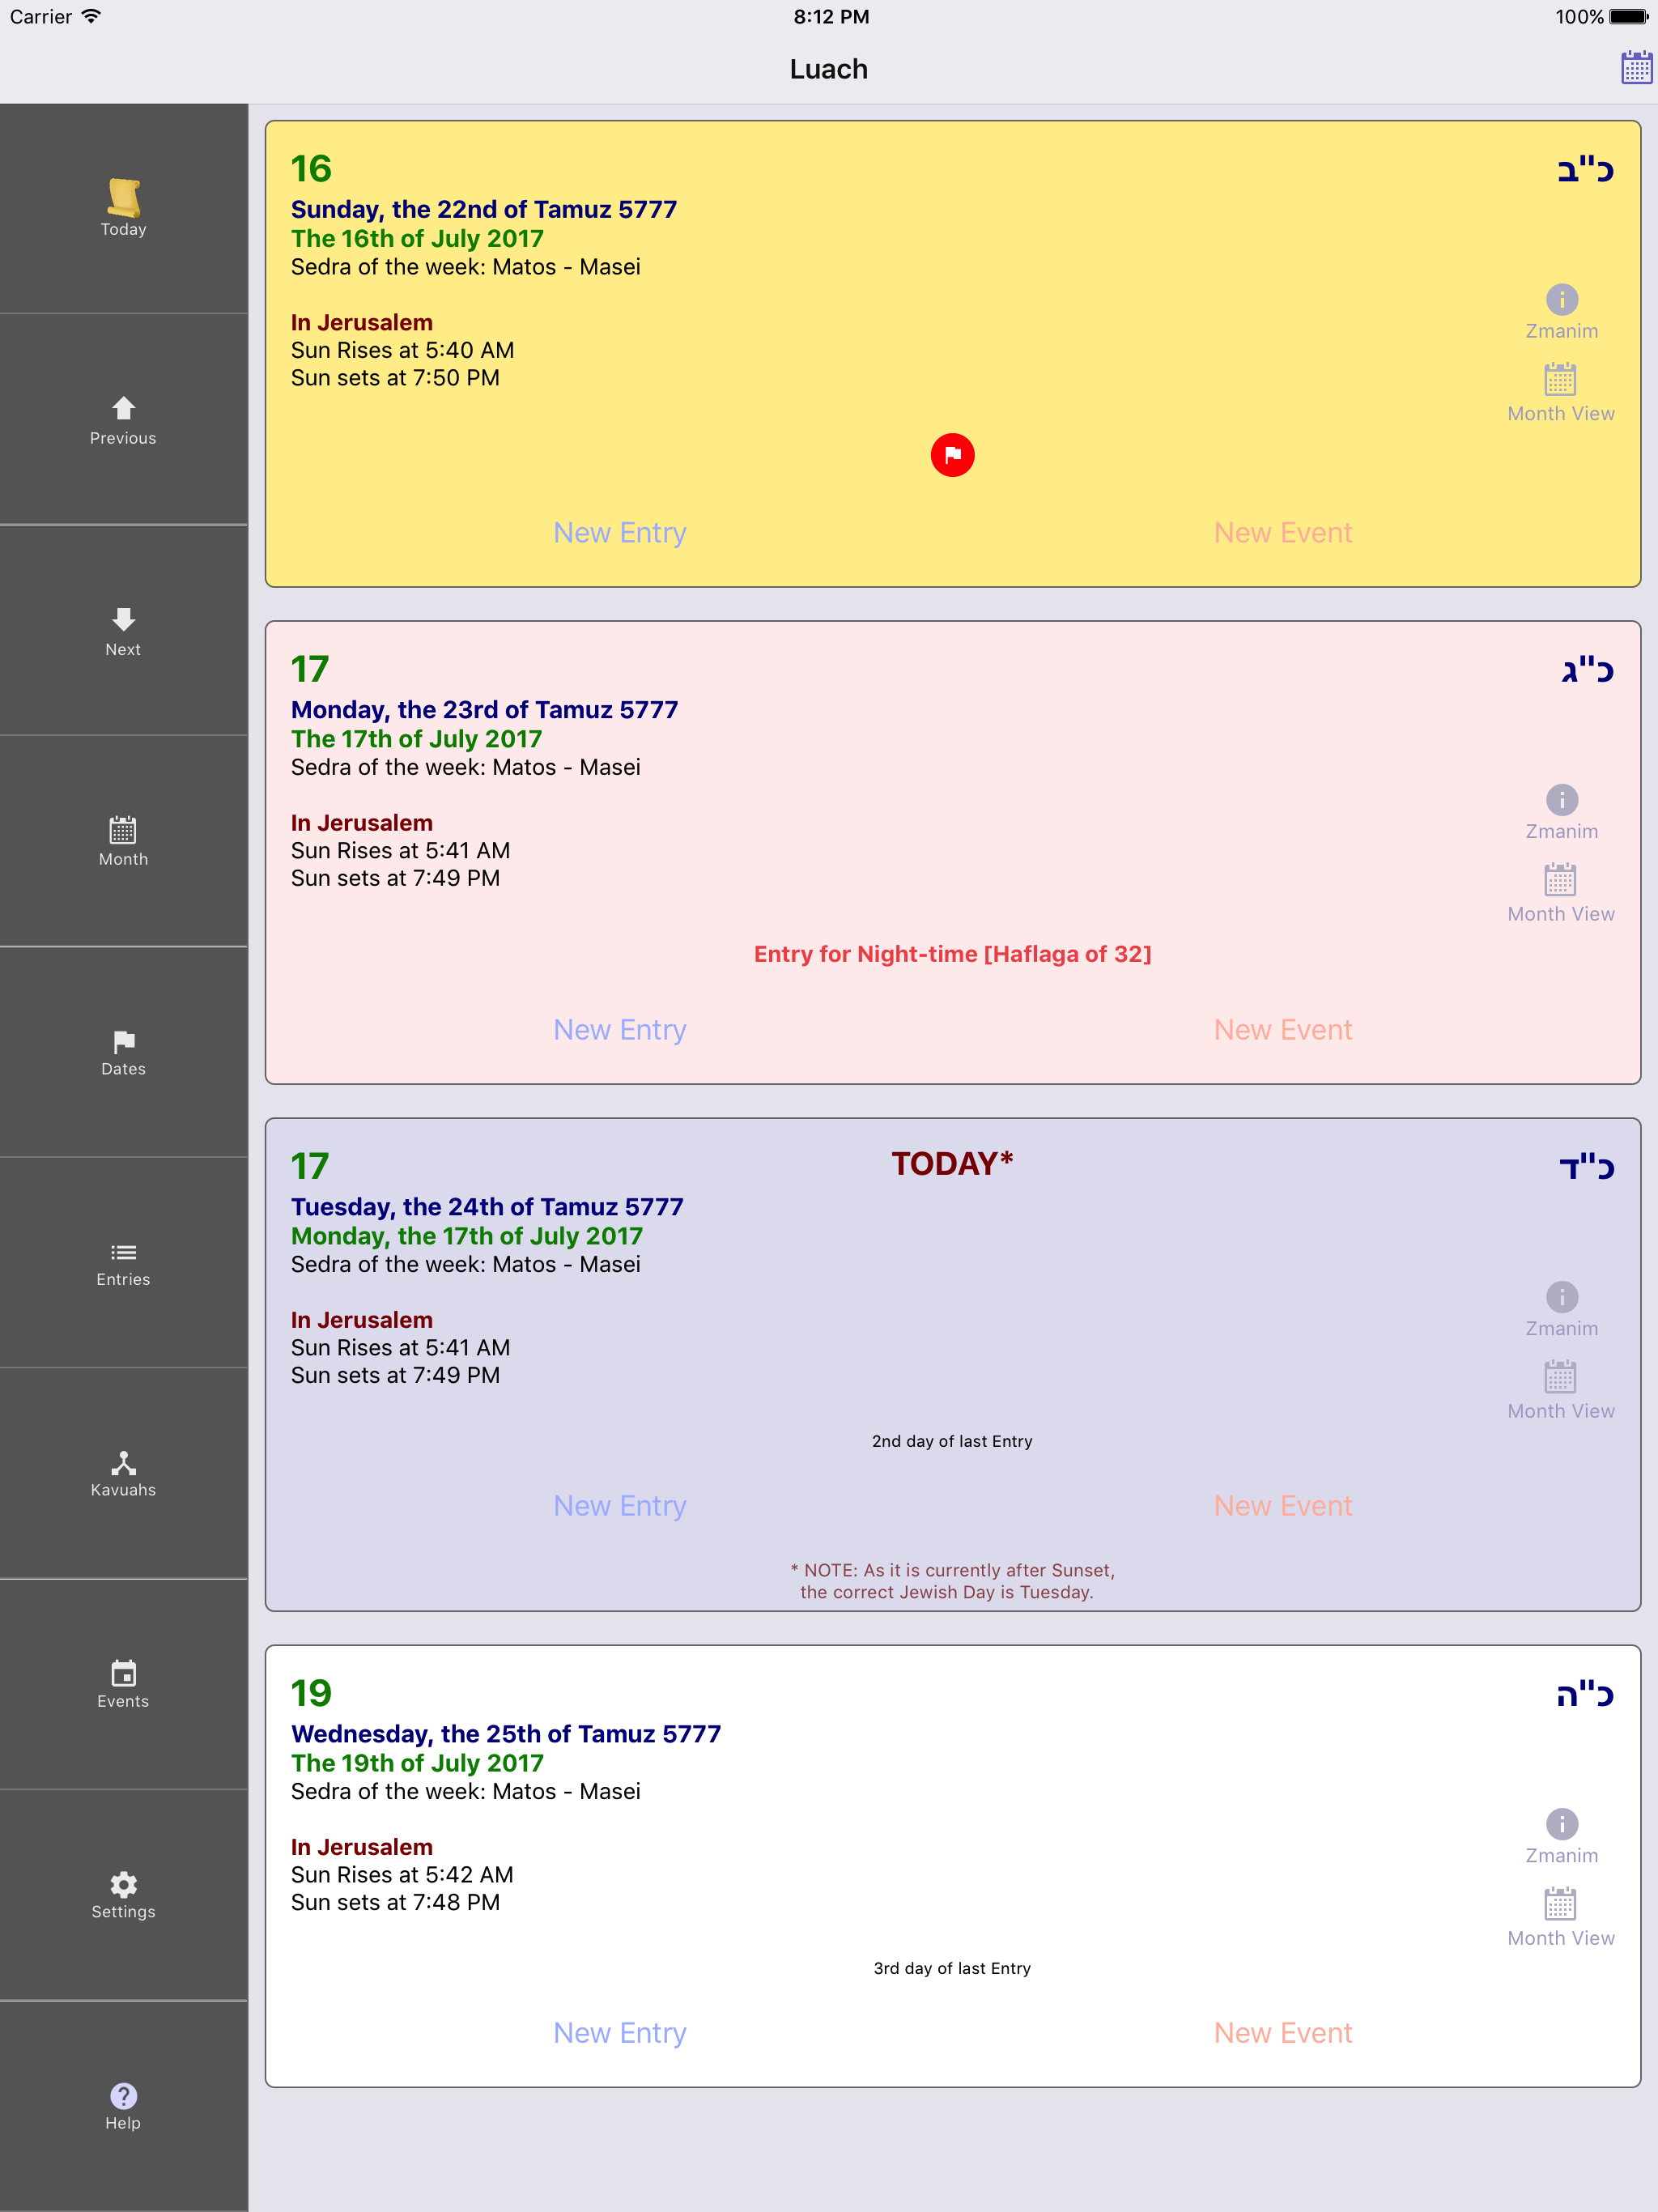 Carrier 8:12 PM 100%
Luach
Today
Previous
Next
Month
Dates
Entries
Kavuahs
Events
Settings
Help
16 כ"ב
Sunday, the 22nd of Tamuz 5777
The 16th of July 2017
Sedra of the week: Matos - Masei
In Jerusalem
Sun Rises at 5:40 AM
Sun sets at 7:50 PM
Zmanim
Month View
New Entry New Event
17 כ"ג
Monday, the 23rd of Tamuz 5777
The 17th of July 2017
Sedra of the week: Matos - Masei
In Jerusalem
Sun Rises at 5:41 AM
Sun sets at 7:49 PM
Zmanim
Month View
Entry for Night-time [Haflaga of 32]
New Entry New Event
17 TODAY* כ"ד
Tuesday, the 24th of Tamuz 5777
Monday, the 17th of July 2017
Sedra of the week: Matos - Masei
In Jerusalem
Sun Rises at 5:41 AM
Sun sets at 7:49 PM
Zmanim
Month View
2nd day of last Entry
New Entry New Event
* NOTE: As it is currently after Sunset,
the correct Jewish Day is Tuesday.
19 כ"ה
Wednesday, the 25th of Tamuz 5777
The 19th of July 2017
Sedra of the week: Matos - Masei
In Jerusalem
Sun Rises at 5:42 AM
Sun sets at 7:48 PM
Zmanim
Month View
3rd day of last Entry
New Entry New Event